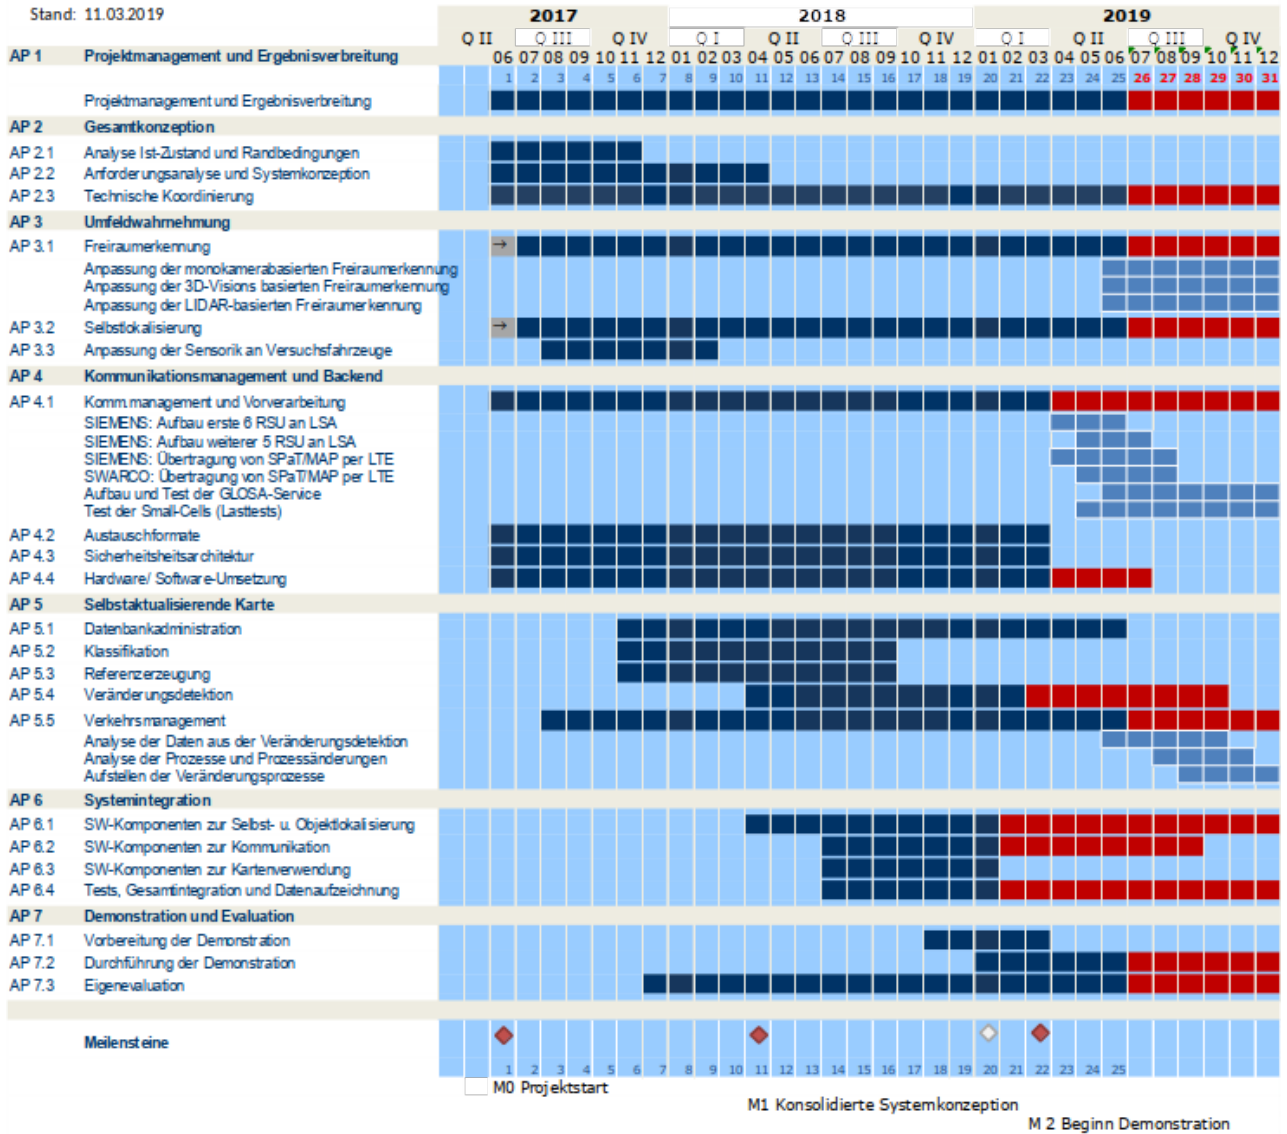 Stand: 11.03.2019
2017 2018 2019
Q II Q III Q IV Q I Q II Q III Q IV Q I Q II Q III Q IV
AP 1 Projektmanagement und Ergebnisverbreitung 06 07 08 09 10 11 12 01 02 03 04 05 06 07 08 09 10 11 12 01 02 03 04 05 06 07 08 09 10 11 12
1 2 3 4 5 6 7 8 9 10 11 12 13 14 15 16 17 18 19 20 21 22 23 24 25 26 27 28 29 30 31
Projektmanagement und Ergebnisverbreitung
AP 2 Gesamtkonzeption
AP 2.1 Analyse Ist-Zustand und Randbedingungen
AP 2.2 Anforderungsanalyse und Systemkonzeption
AP 2.3 Technische Koordinierung
AP 3 Umfeldwahrnehmung
AP 3.1 Freiraumerkennung →
Anpassung der monokamerabasierten Freiraumerkennung
Anpassung der 3D-Visions basierten Freiraumerkennung
Anpassung der LIDAR-basierten Freiraumerkennung
AP 3.2 Selbstlokalisierung →
AP 3.3 Anpassung der Sensorik an Versuchsfahrzeuge
AP 4 Kommunikationsmanagement und Backend
AP 4.1 Komm.management und Vorverarbeitung
SIEMENS: Aufbau erste 6 RSU an LSA
SIEMENS: Aufbau weiterer 5 RSU an LSA
SIEMENS: Übertragung von SPaT/MAP per LTE
SWARCO: Übertragung von SPaT/MAP per LTE
Aufbau und Test der GLOSA-Service
Test der Small-Cells (Lasttests)
AP 4.2 Austauschformate
AP 4.3 Sicherheitsheitsarchitektur
AP 4.4 Hardware/ Software-Umsetzung
AP 5 Selbstaktualisierende Karte
AP 5.1 Datenbankadministration
AP 5.2 Klassifikation
AP 5.3 Referenzerzeugung
AP 5.4 Veränderungsdetektion
AP 5.5 Verkehrsmanagement
Analyse der Daten aus der Veränderungsdetektion
Analyse der Prozesse und Prozessänderungen
Aufstellen der Veränderungsprozesse
AP 6 Systemintegration
AP 6.1 SW-Komponenten zur Selbst- u. Objektlokalisierung
AP 6.2 SW-Komponenten zur Kommunikation
AP 6.3 SW-Komponenten zur Kartenverwendung
AP 6.4 Tests, Gesamtintegration und Datenaufzeichnung
AP 7 Demonstration und Evaluation
AP 7.1 Vorbereitung der Demonstration
AP 7.2 Durchführung der Demonstration
AP 7.3 Eigenevaluation
Meilensteine
1 2 3 4 5 6 7 8 9 10 11 12 13 14 15 16 17 18 19 20 21 22 23 24 25
M0 Projektstart
M1 Konsolidierte Systemkonzeption
M 2 Beginn Demonstration